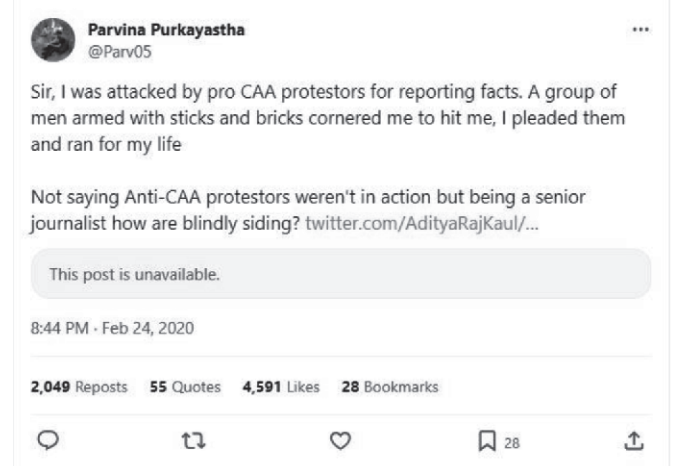 Parvina Purkayastha
@Parv05
Sir, I was attacked by pro CAA protestors for reporting facts. A group of
men armed with sticks and bricks cornered me to hit me, I pleaded them
and ran for my life
Not saying Anti-CAA protestors weren't in action but being a senior
journalist how are blindly siding? twitter.com/AdityaRajKaul/...
This post is unavailable.
8:44 PM · Feb 24, 2020
2,049 Reposts 55 Quotes 4,591 Likes 28 Bookmarks
28